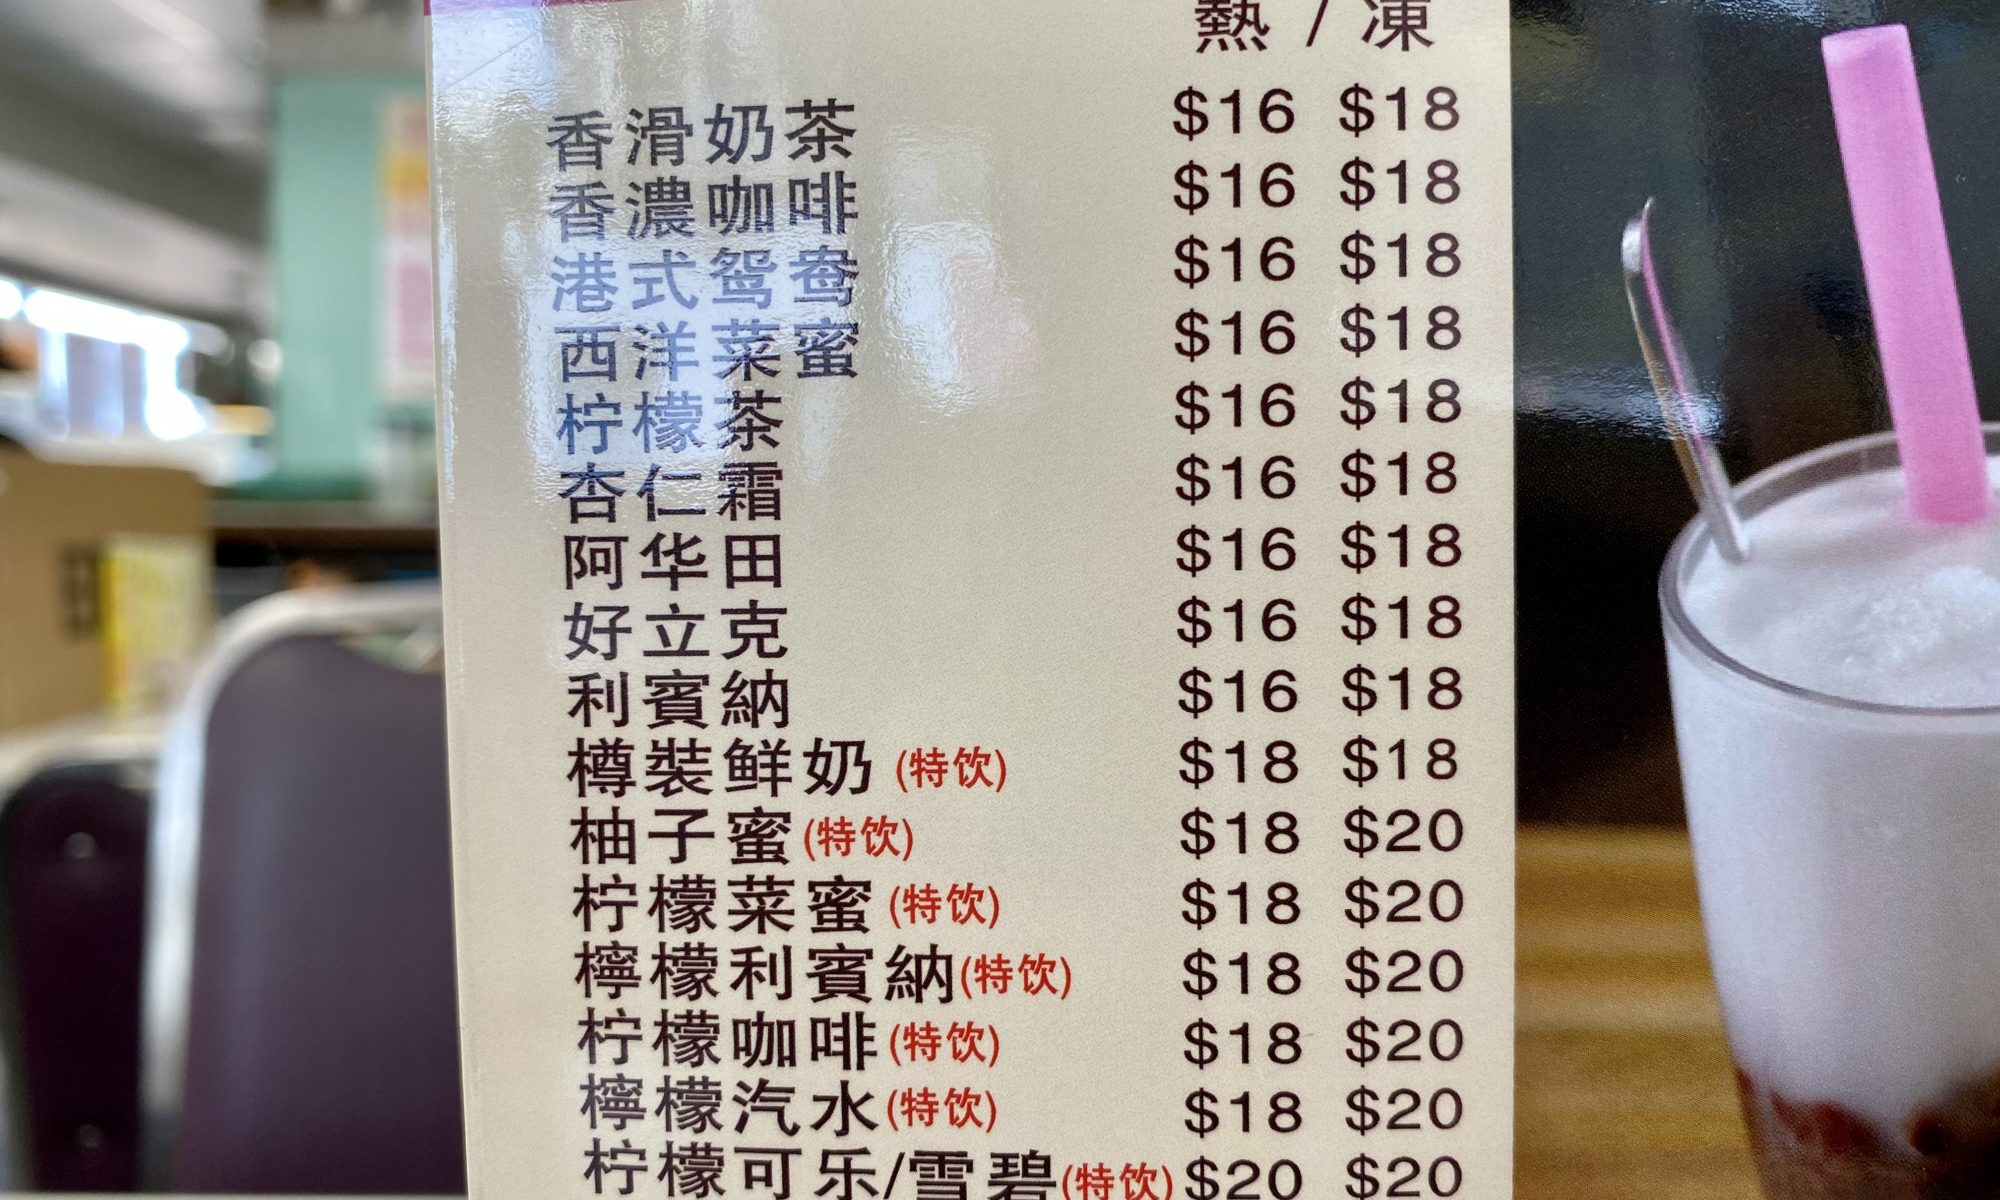 熱 / 凍
香滑奶茶 $16 $18
香濃咖啡 $16 $18
港式鸳鸯 $16 $18
西洋菜蜜 $16 $18
柠檬茶 $16 $18
杏仁霜 $16 $18
阿华田 $16 $18
好立克 $16 $18
利賓納 $16 $18
樽裝鲜奶 (特饮) $18 $18
柚子蜜(特饮) $18 $20
柠檬菜蜜(特饮) $18 $20
檸檬利賓納(特饮) $18 $20
柠檬咖啡(特饮) $18 $20
檸檬汽水(特饮) $18 $20
柠檬可乐/雪碧(特饮) $20 $20